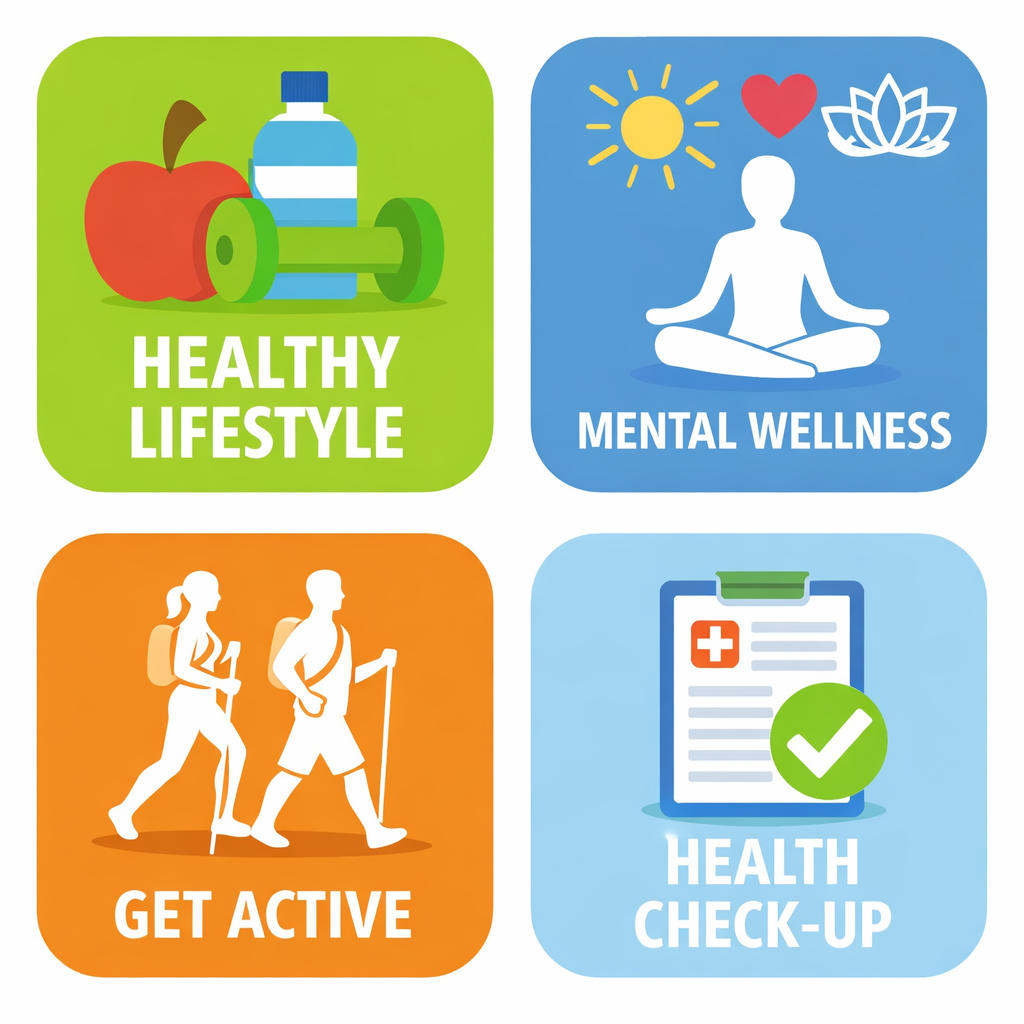 HEALTHY
LIFESTYLE
MENTAL WELLNESS
GET ACTIVE
HEALTH
CHECK-UP